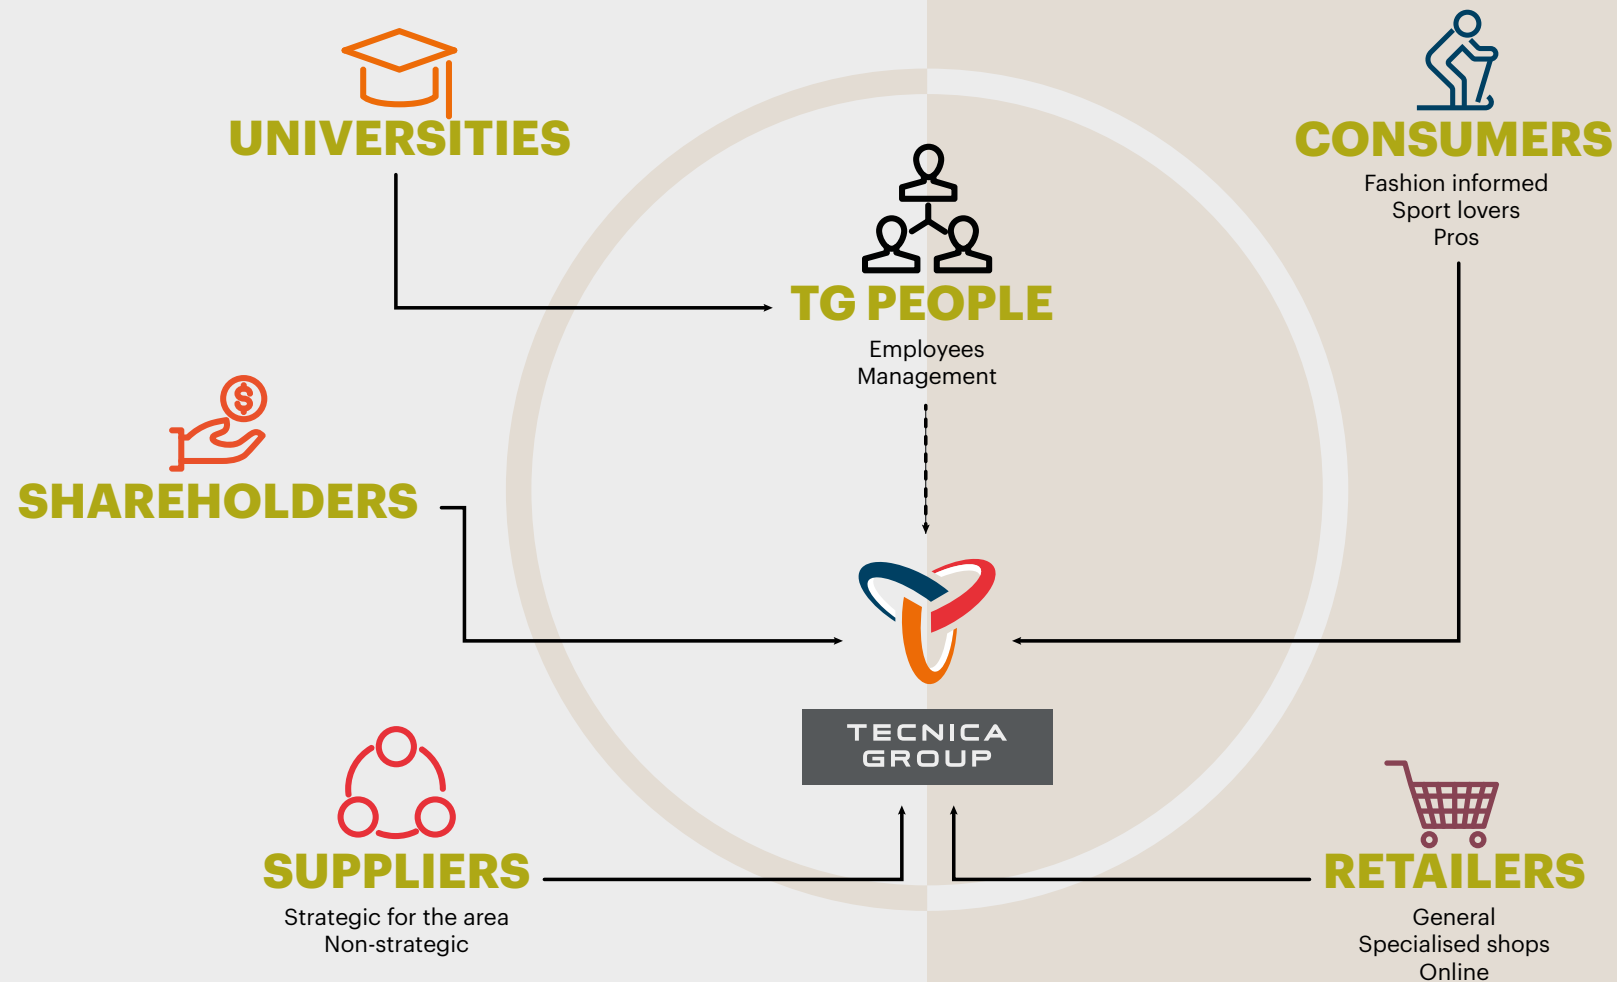 UNIVERSITIES
CONSUMERS
Fashion informed
Sport lovers
Pros
TG PEOPLE
Employees
Management
$
SHAREHOLDERS
TECNICA
GROUP
SUPPLIERS
Strategic for the area
Non-strategic
RETAILERS
General
Specialised shops
Online